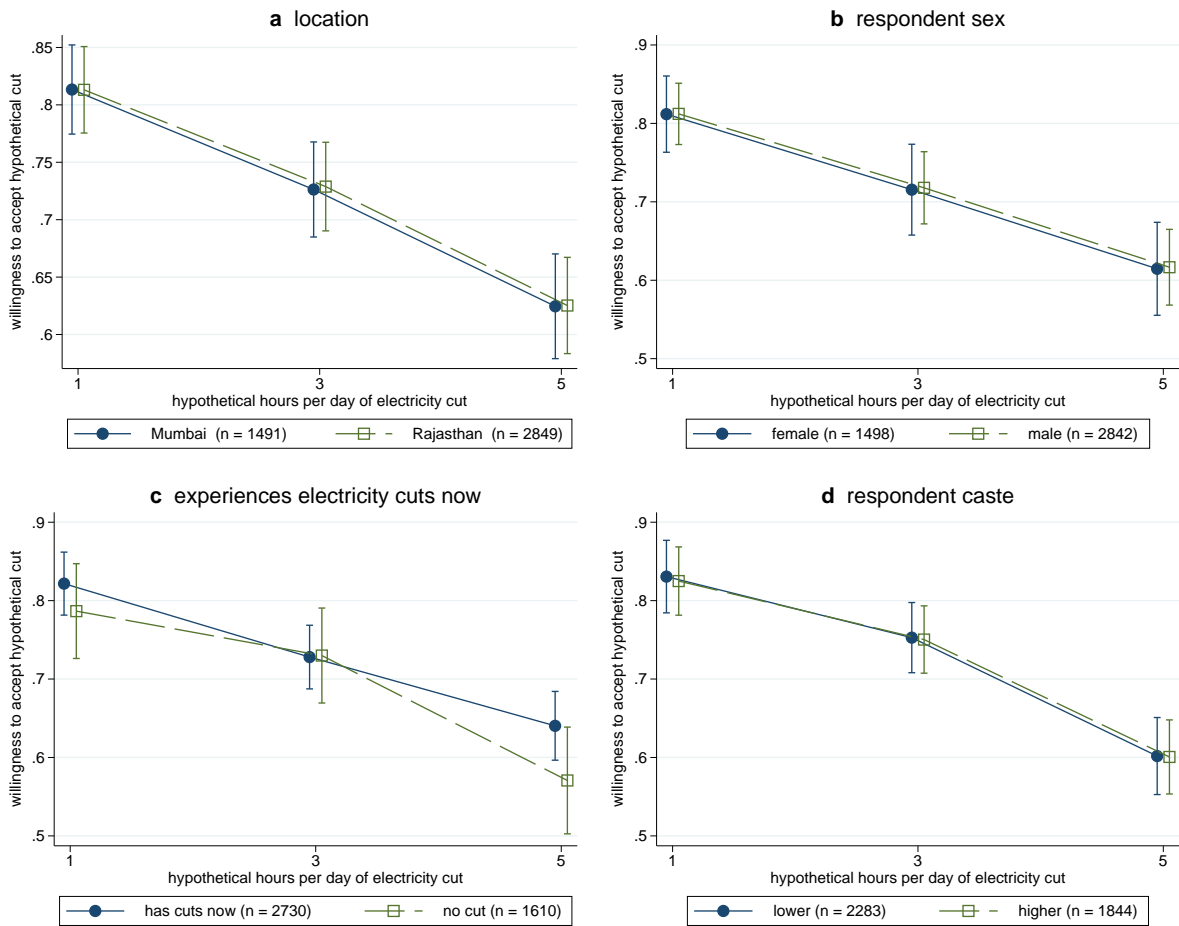 a location
willingness to accept hypothetical cut
.85
.8
.75
.7
.65
.6
1 3 5
hypothetical hours per day of electricity cut
Mumbai (n = 1491) Rajasthan (n = 2849)
b respondent sex
willingness to accept hypothetical cut
.9
.8
.7
.6
.5
1 3 5
hypothetical hours per day of electricity cut
female (n = 1498) male (n = 2842)
c experiences electricity cuts now
willingness to accept hypothetical cut
.9
.8
.7
.6
.5
1 3 5
hypothetical hours per day of electricity cut
has cuts now (n = 2730) no cut (n = 1610)
d respondent caste
willingness to accept hypothetical cut
.9
.8
.7
.6
.5
1 3 5
hypothetical hours per day of electricity cut
lower (n = 2283) higher (n = 1844)